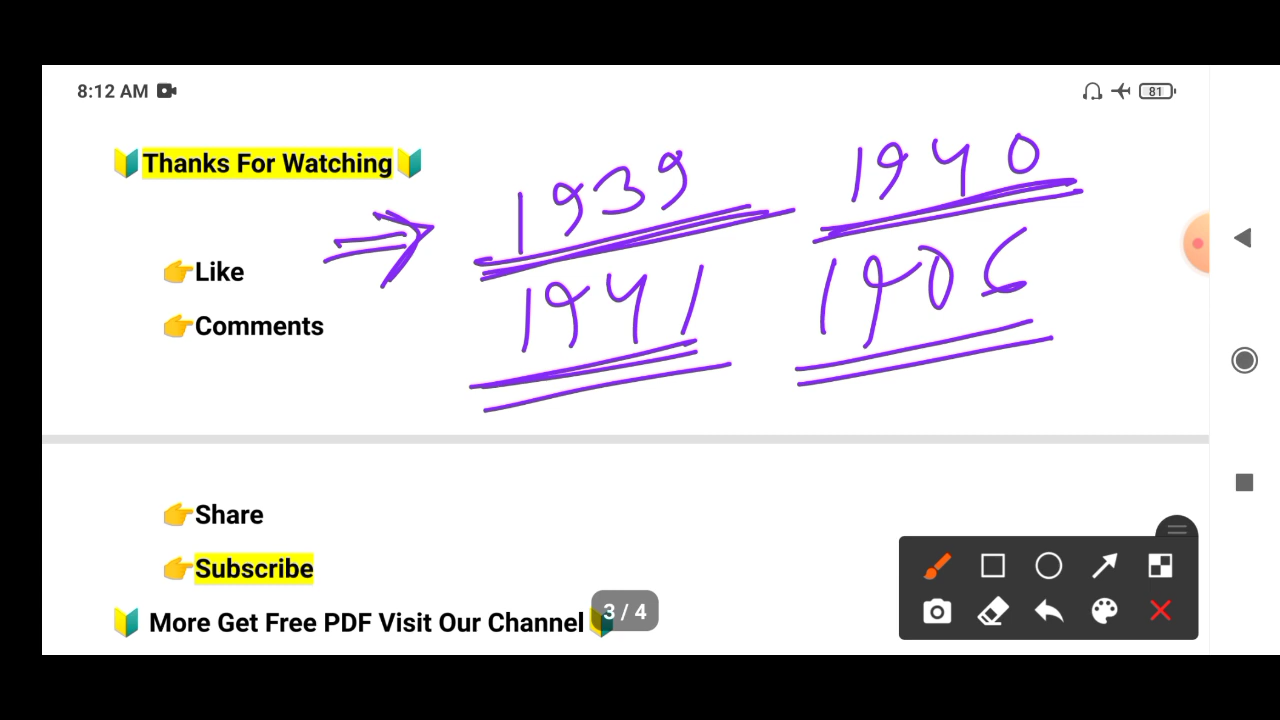 8:12 AM
81
Thanks For Watching
1939 1940
Like
1941 1906
Comments
Share
Subscribe
3 / 4
More Get Free PDF Visit Our Channel